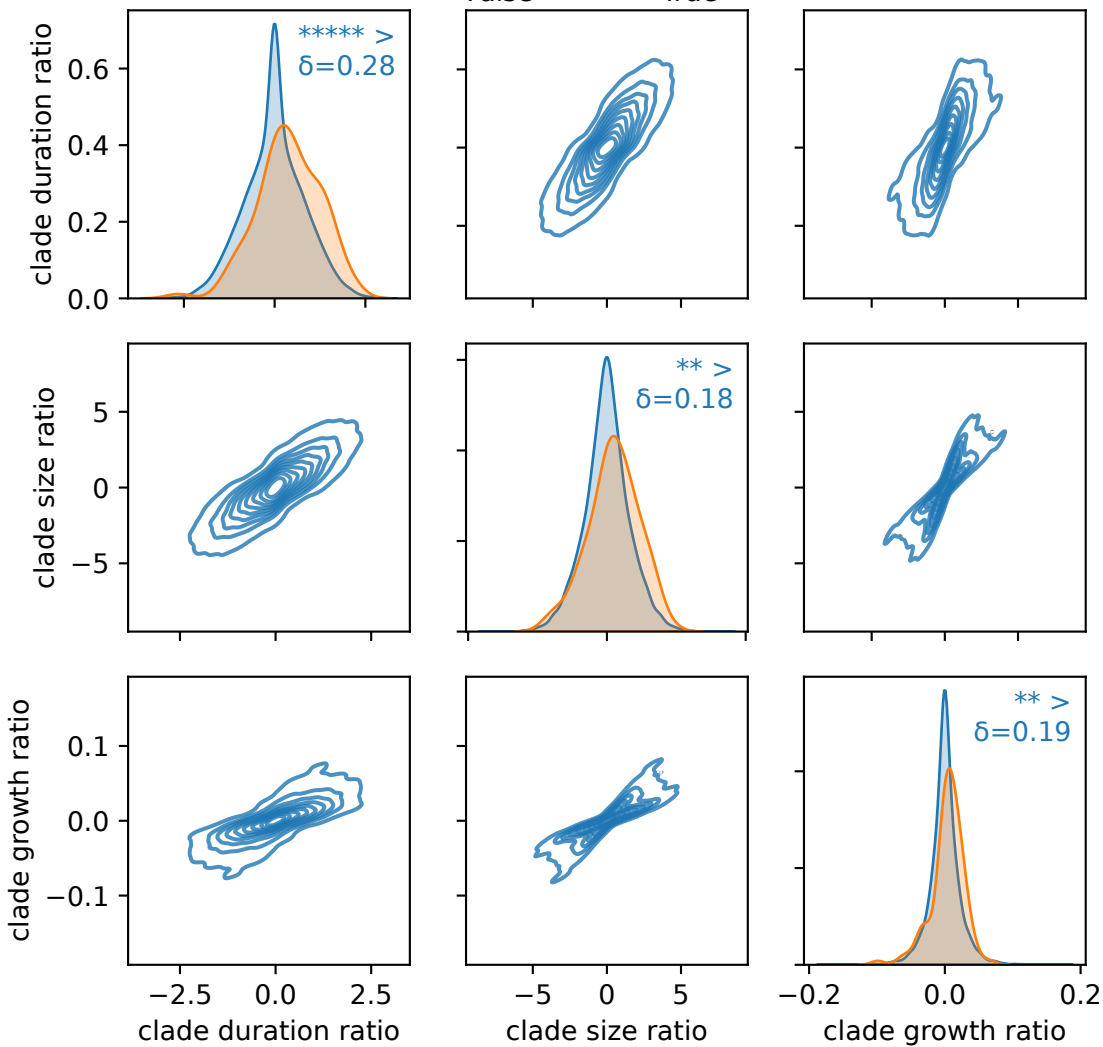 ***** >
δ=0.28
clade duration ratio
0.6
0.4
0.2
0.0
** >
δ=0.18
clade size ratio
5
0
−5
** >
δ=0.19
clade growth ratio
0.1
0.0
−0.1
−2.5 0.0 2.5
−5 0 5
−0.2 0.0 0.2
clade duration ratio
clade size ratio
clade growth ratio